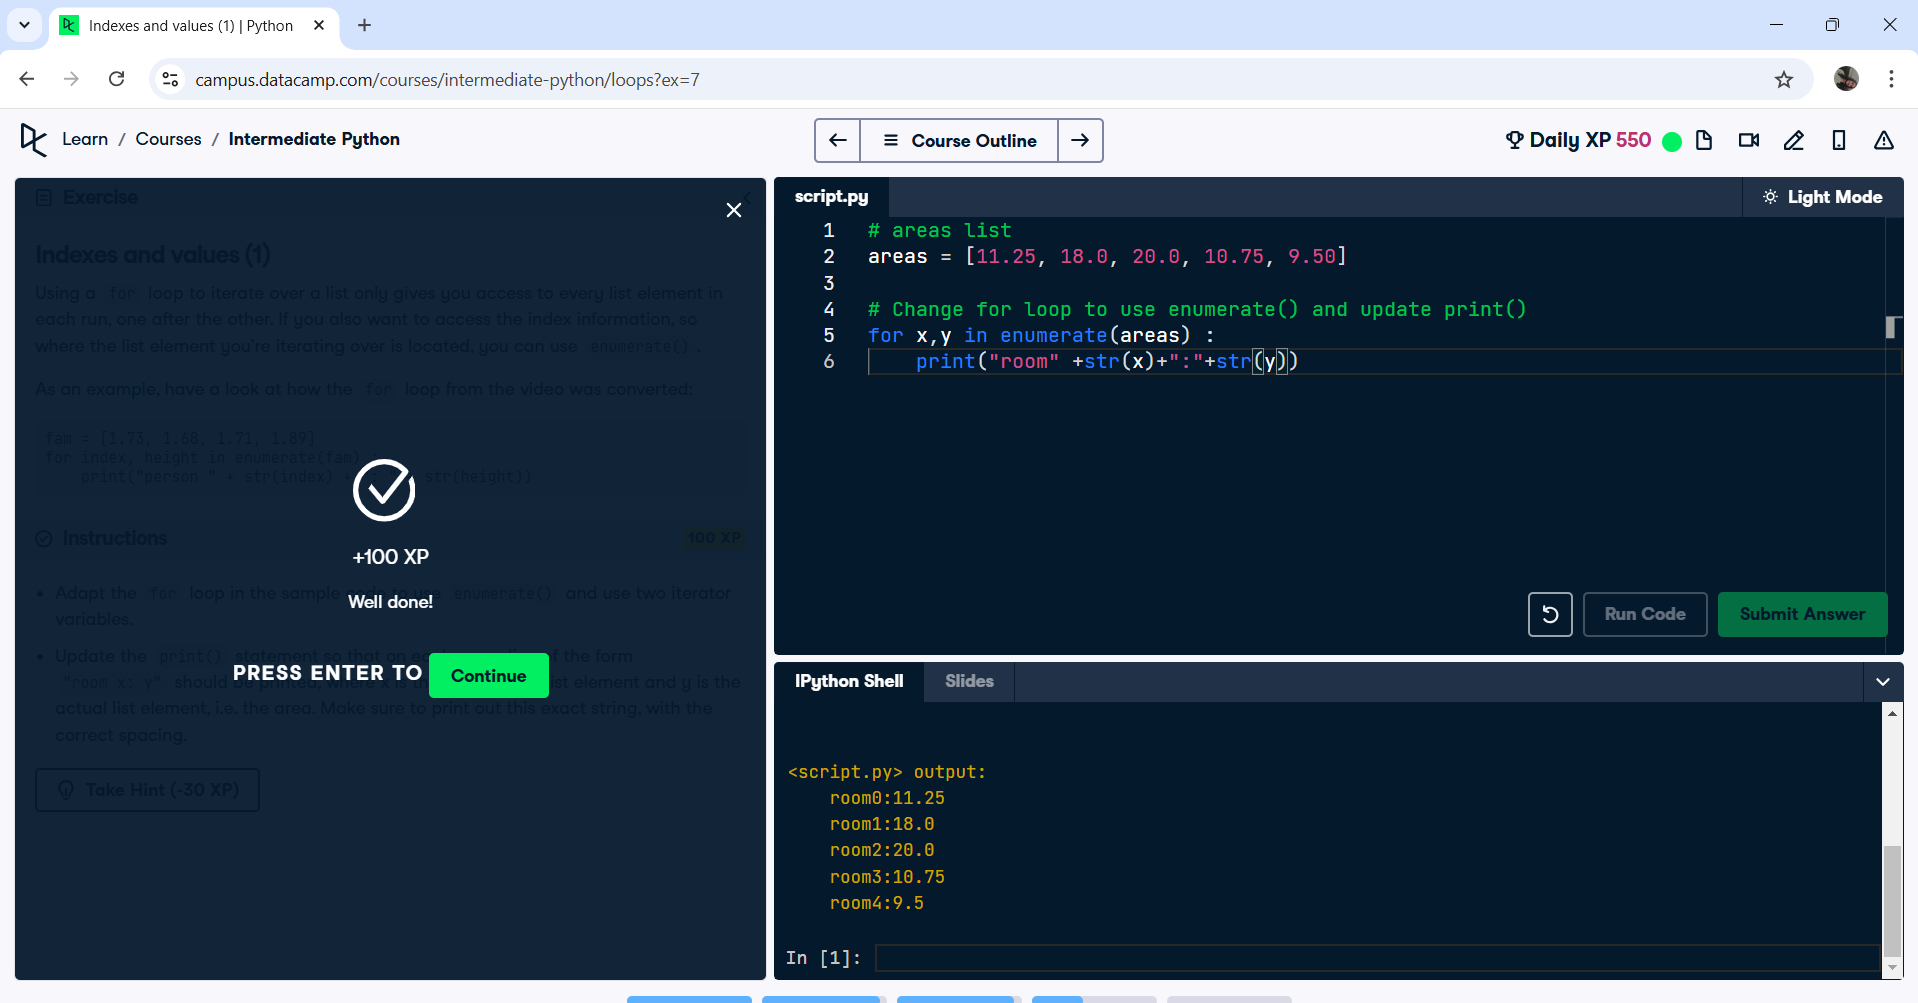 Indexes and values (1) | Python
campus.datacamp.com/courses/intermediate-python/loops?ex=7
Learn / Courses / Intermediate Python
Course Outline
Daily XP 550
Exercise
Indexes and values (1)
Using a for loop to iterate over a list only gives you access to every list element in
each run, one after the other. If you also want to access the index information, so
where the list element you're iterating over is located, you can use enumerate().
As an example, have a look at how the for loop from the video was converted:
fam = [1.73, 1.68, 1.71, 1.89]
for index, height in enumerate(fam)
print("person " + str(index) + str(height))
+100 XP
Well done!
PRESS ENTER TO Continue
Instructions
100 XP
Adapt the for loop in the sample code to use enumerate() and use two iterator
variables.
Update the print() statement so that on of the form
"room x: y" should be printed, where x is the list element and y is the
actual list element, i.e. the area. Make sure to print out this exact string, with the
correct spacing.
Take Hint (-30 XP)
script.py
Light Mode
1 # areas list
2 areas = [11.25, 18.0, 20.0, 10.75, 9.50]
3
4 # Change for loop to use enumerate() and update print()
5 for x,y in enumerate(areas) :
6 print("room" +str(x)+":"+str(y))
Run Code
Submit Answer
IPython Shell
Slides
<script.py> output:
room0:11.25
room1:18.0
room2:20.0
room3:10.75
room4:9.5
In [1]: